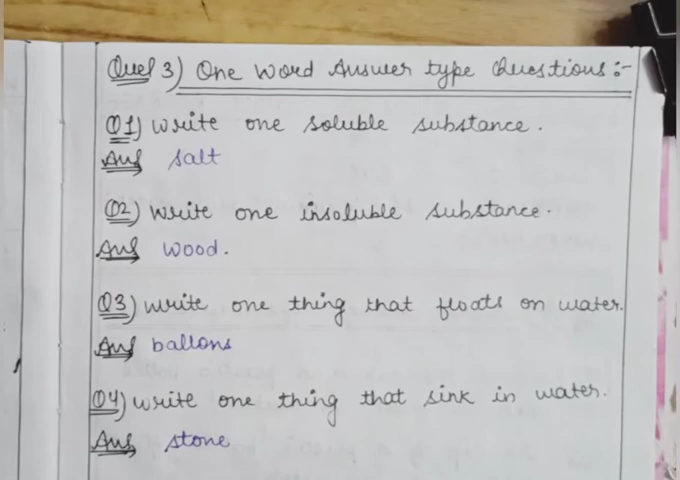 Que 3) One Word Answer type Questions :-
Q1) Write one soluble substance.
Ans salt
Q2) Write one insoluble substance.
Ans wood.
Q3) write one thing that floats on water.
Ans ballons
Q4) write one thing that sink in water.
Ans stone